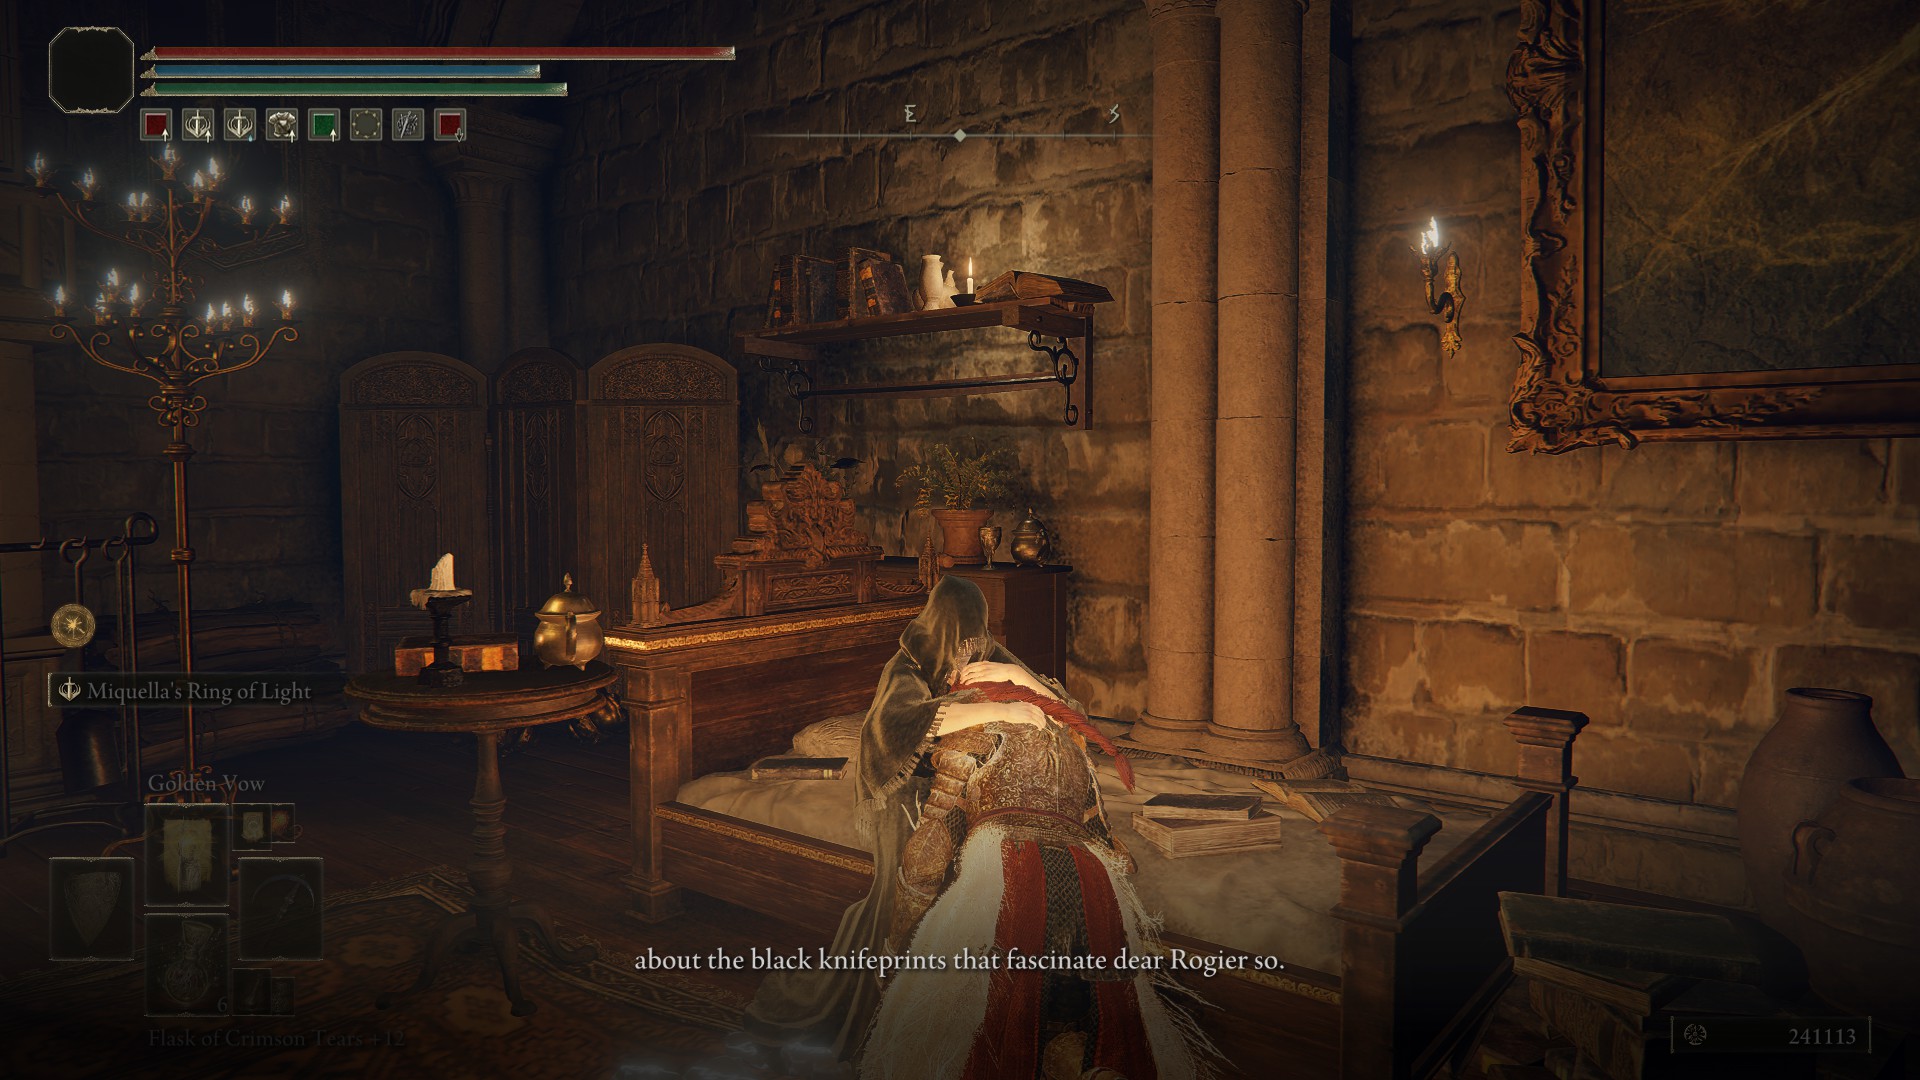 E S
Miquella's Ring of Light
Golden Vow
6
Flask of Crimson Tears +12
about the black knifeprints that fascinate dear Rogier so.
241113